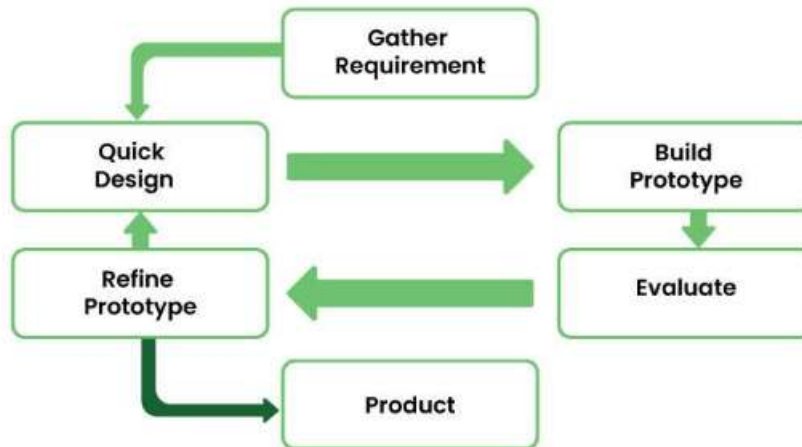 Gather
Requirement
Quick
Design
Build
Prototype
Refine
Prototype
Evaluate
Product